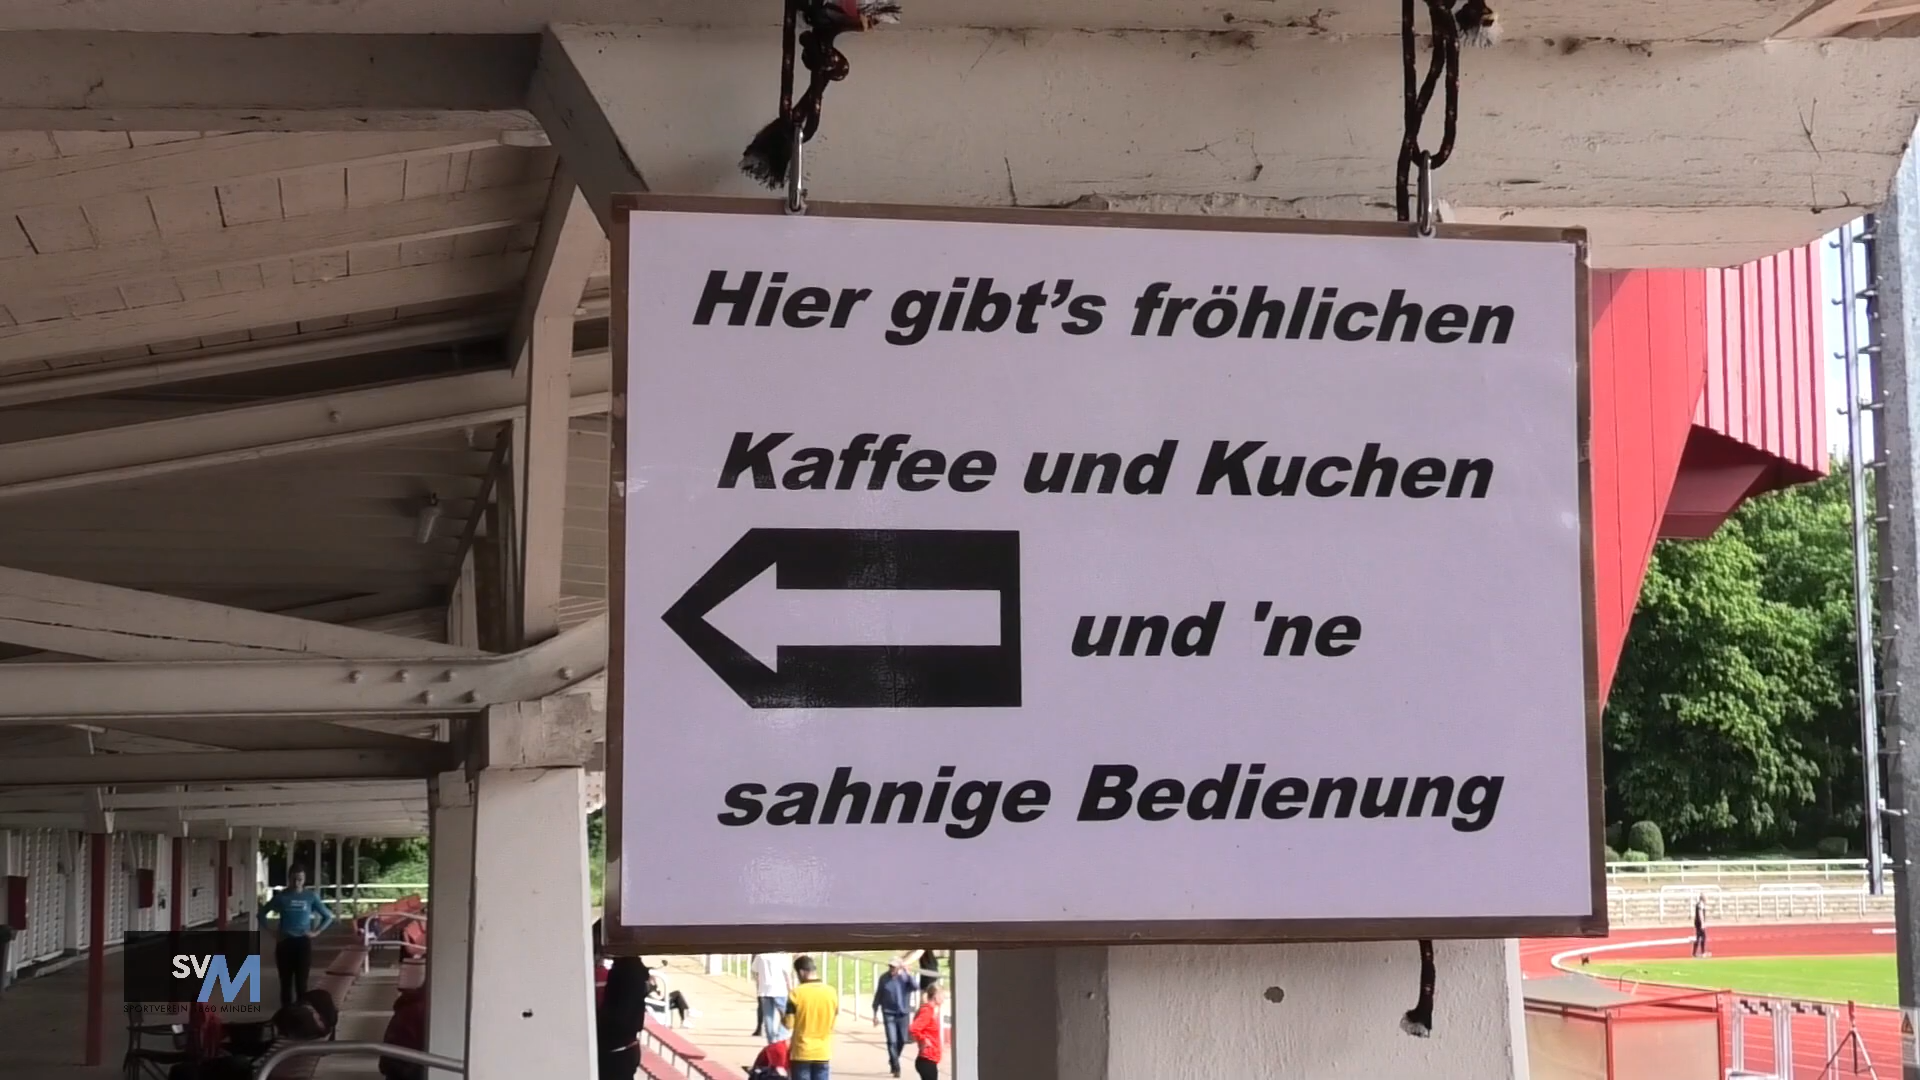 Hier gibt's fröhlichen
Kaffee und Kuchen
und 'ne
sahnige Bedienung
SVM
SPORTVEREIN 1860 MINDEN